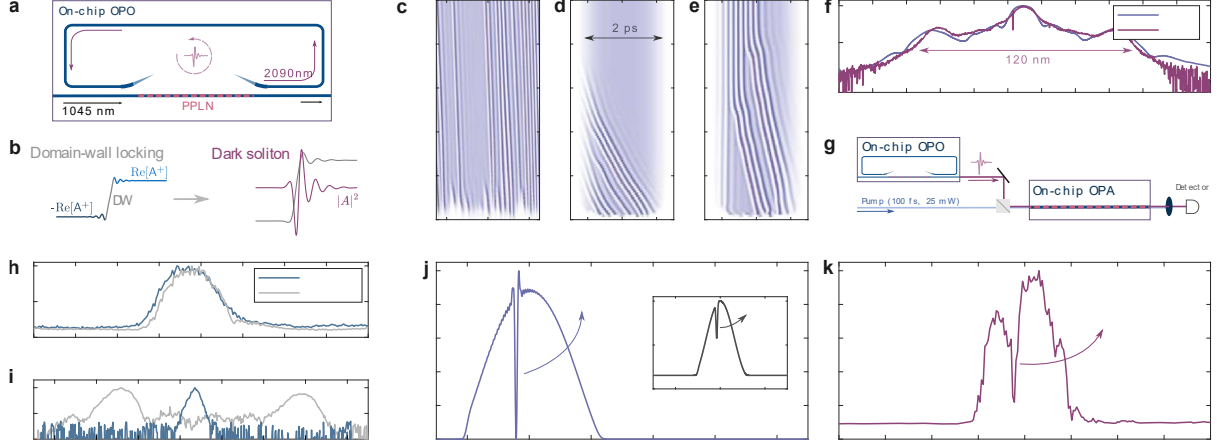 a
On-chip OPO
2090nm
1045 nm
PPLN
b
Domain-wall locking
Dark soliton
Re[A⁺]
-Re[A⁺]
DW
|A|²
c
d
e
2 ps
f
120 nm
g
On-chip OPO
On-chip OPA
Detector
Pump (100 fs, 25 mW)
h
i
j
k